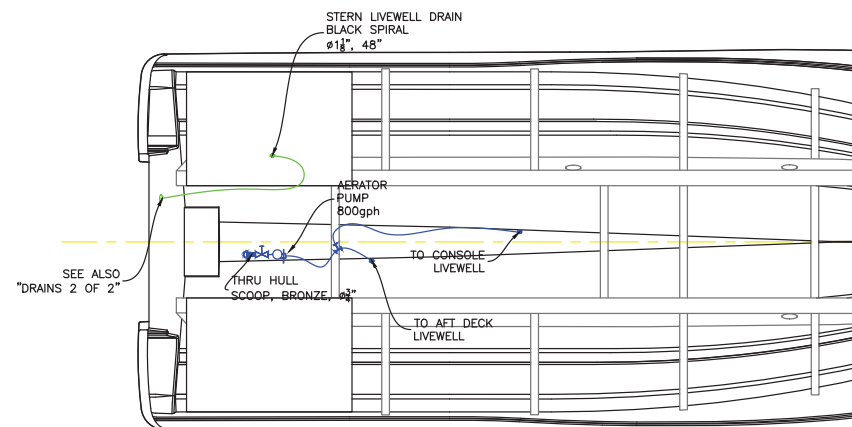 STERN LIVEWELL DRAIN
BLACK SPIRAL
ø1⅛", 48"
AERATOR
PUMP
800gph
TO CONSOLE
LIVEWELL
SEE ALSO
"DRAINS 2 OF 2"
THRU HULL
SCOOP, BRONZE, ø¾"
TO AFT DECK
LIVEWELL